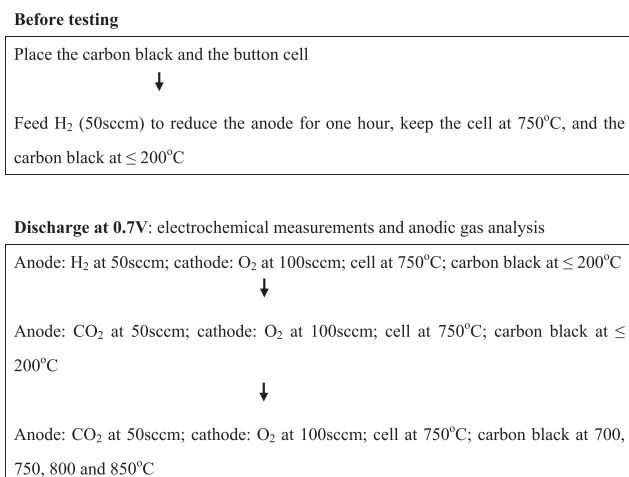 Before testing
Place the carbon black and the button cell
Feed H₂ (50sccm) to reduce the anode for one hour, keep the cell at 750°C, and the
carbon black at ≤ 200°C
Discharge at 0.7V: electrochemical measurements and anodic gas analysis
Anode: H₂ at 50sccm; cathode: O₂ at 100sccm; cell at 750°C; carbon black at ≤ 200°C
Anode: CO₂ at 50sccm; cathode: O₂ at 100sccm; cell at 750°C; carbon black at ≤
200°C
Anode: CO₂ at 50sccm; cathode: O₂ at 100sccm; cell at 750°C; carbon black at 700,
750, 800 and 850°C